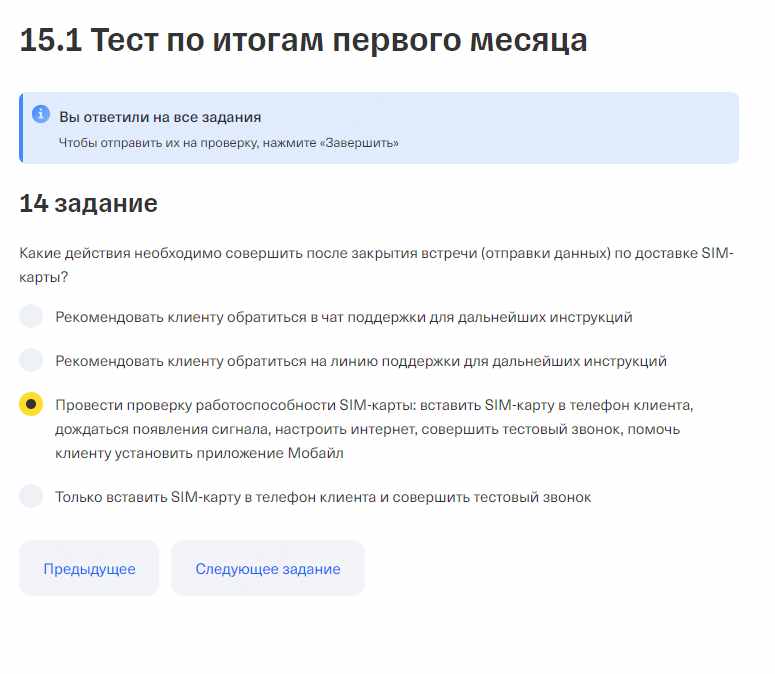 15.1 Тест по итогам первого месяца
Вы ответили на все задания
Чтобы отправить их на проверку, нажмите «Завершить»
14 задание
Какие действия необходимо совершить после закрытия встречи (отправки данных) по доставке SIM-
карты?
Рекомендовать клиенту обратиться в чат поддержки для дальнейших инструкций
Рекомендовать клиенту обратиться на линию поддержки для дальнейших инструкций
Провести проверку работоспособности SIM-карты: вставить SIM-карту в телефон клиента,
дождаться появления сигнала, настроить интернет, совершить тестовый звонок, помочь
клиенту установить приложение Мобайл
Только вставить SIM-карту в телефон клиента и совершить тестовый звонок
Предыдущее
Следующее задание